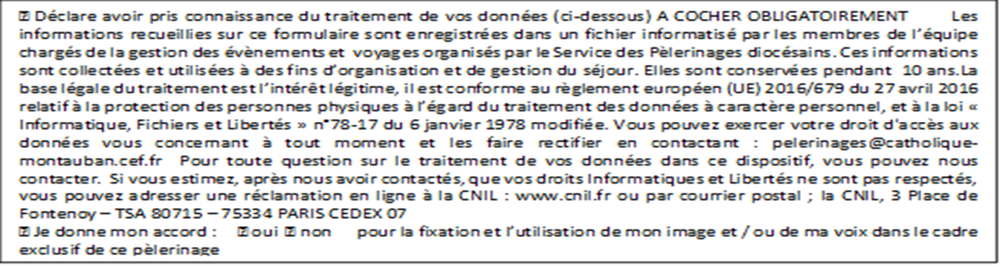 ⍰ Déclare avoir pris connaissance du traitement de vos données (ci-dessous) A COCHER OBLIGATOIREMENT Les
informations recueillies sur ce formulaire sont enregistrées dans un fichier informatisé par les membres de l'équipe
chargés de la gestion des évènements et voyages organisés par le Service des Pèlerinages diocésains. Ces informations
sont collectées et utilisées à des fins d'organisation et de gestion du séjour. Elles sont conservées pendant 10 ans.La
base légale du traitement est l'intérêt légitime, il est conforme au règlement européen (UE) 2016/679 du 27 avril 2016
relatif à la protection des personnes physiques à l'égard du traitement des données à caractère personnel, et à la loi «
Informatique, Fichiers et Libertés » n°78-17 du 6 janvier 1978 modifiée. Vous pouvez exercer votre droit d'accès aux
données vous concernant à tout moment et les faire rectifier en contactant : pelerinages@catholique-
montauban.cef.fr Pour toute question sur le traitement de vos données dans ce dispositif, vous pouvez nous
contacter. Si vous estimez, après nous avoir contactés, que vos droits Informatiques et Libertés ne sont pas respectés,
vous pouvez adresser une réclamation en ligne à la CNIL : www.cnil.fr ou par courrier postal ; la CNIL, 3 Place de
Fontenoy – TSA 80715 – 75334 PARIS CEDEX 07
⍰ Je donne mon accord : ⍰ oui ⍰ non pour la fixation et l'utilisation de mon image et / ou de ma voix dans le cadre
exclusif de ce pèlerinage